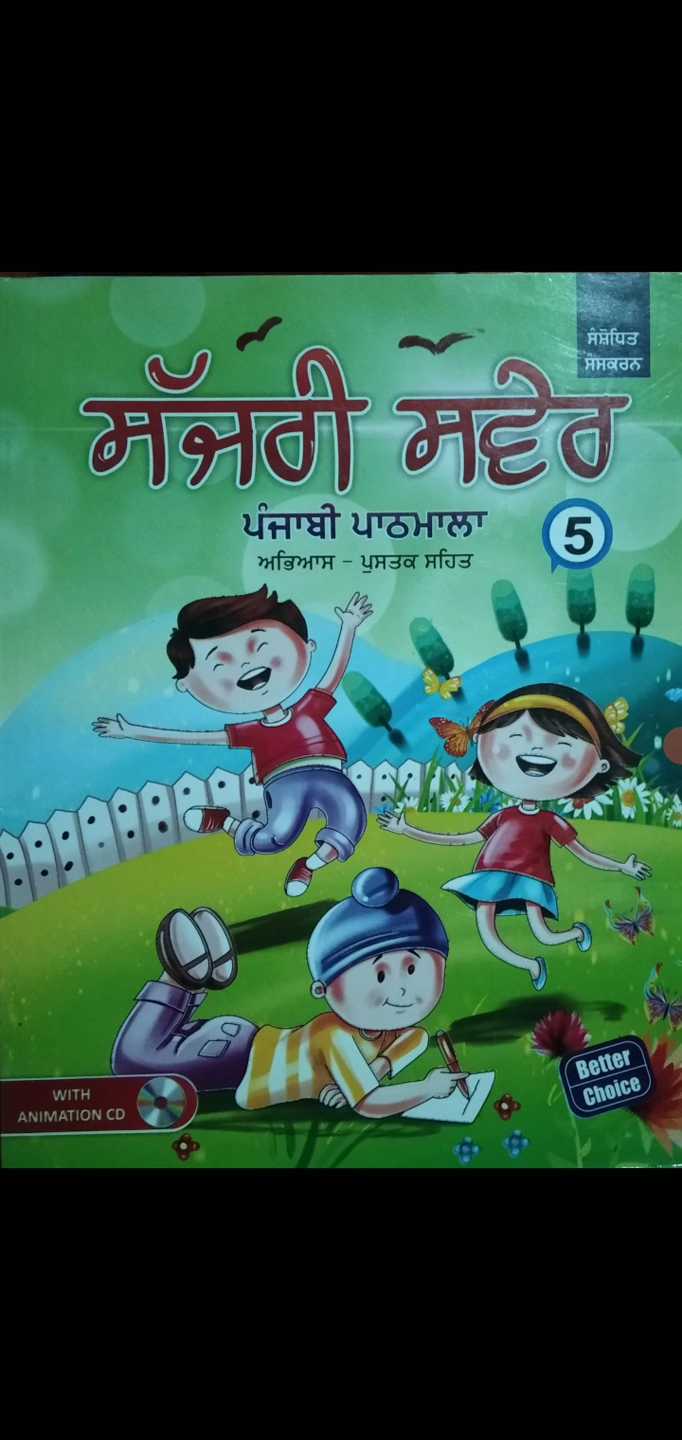 ਸੰਸ਼ੋਧਿਤ
ਸੰਸਕਰਨ
ਸੱਜਰੀ ਸਵੇਰ
ਪੰਜਾਬੀ ਪਾਠਮਾਲਾ
5
ਅਭਿਆਸ - ਪੁਸਤਕ ਸਹਿਤ
Better
Choice
WITH
ANIMATION CD